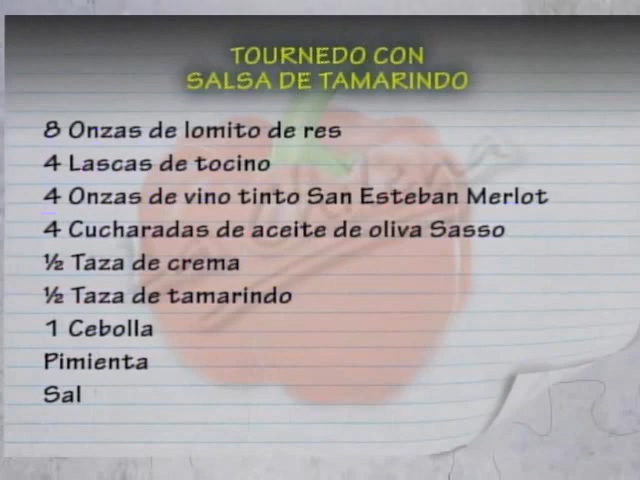 TOURNEDO CON
SALSA DE TAMARINDO
8 Onzas de lomito de res
4 Lascas de tocino
4 Onzas de vino tinto San Esteban Merlot
4 Cucharadas de aceite de oliva Sasso
½ Taza de crema
½ Taza de tamarindo
1 Cebolla
Pimienta
Sal